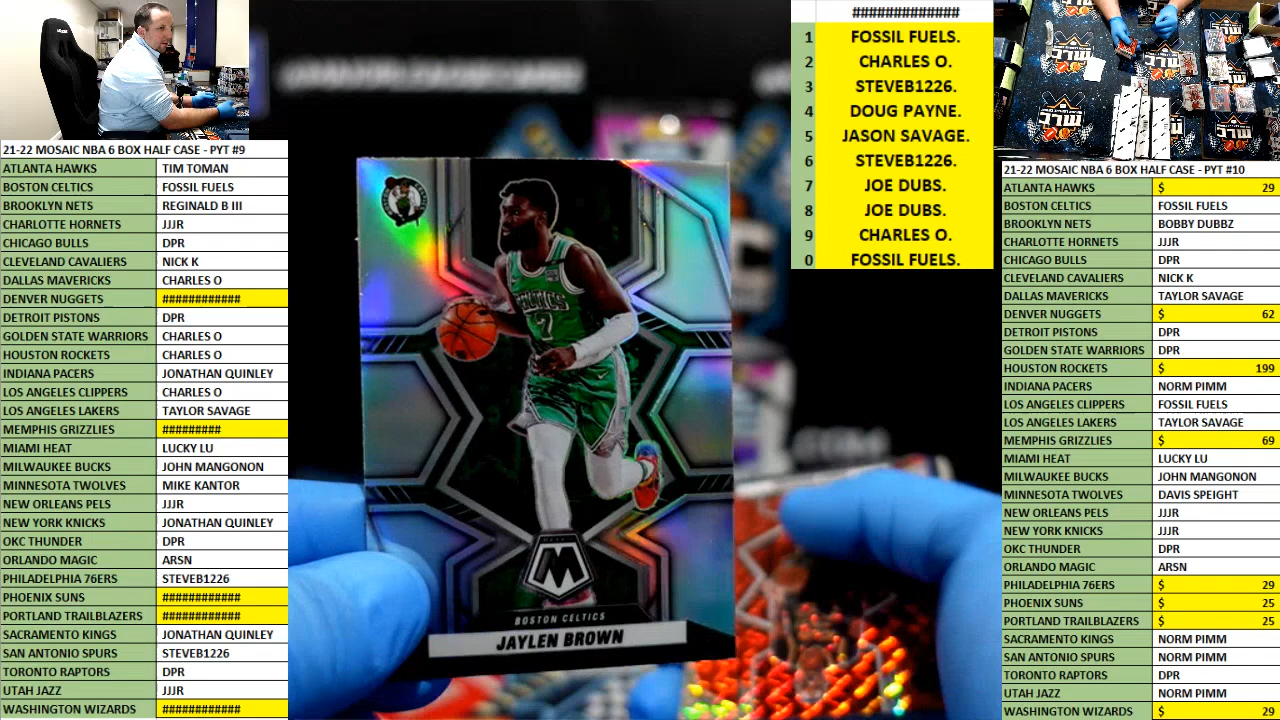 21-22 MOSAIC NBA 6 BOX HALF CASE - PYT #9
ATLANTA HAWKS TIM TOMAN
BOSTON CELTICS FOSSIL FUELS
BROOKLYN NETS REGINALD B III
CHARLOTTE HORNETS JJJR
CHICAGO BULLS DPR
CLEVELAND CAVALIERS NICK K
DALLAS MAVERICKS CHARLES O
DENVER NUGGETS ############
DETROIT PISTONS DPR
GOLDEN STATE WARRIORS CHARLES O
HOUSTON ROCKETS CHARLES O
INDIANA PACERS JONATHAN QUINLEY
LOS ANGELES CLIPPERS CHARLES O
LOS ANGELES LAKERS TAYLOR SAVAGE
MEMPHIS GRIZZLIES #########
MIAMI HEAT LUCKY LU
MILWAUKEE BUCKS JOHN MANGONON
MINNESOTA TWOLVES MIKE KANTOR
NEW ORLEANS PELS JJJR
NEW YORK KNICKS JONATHAN QUINLEY
OKC THUNDER DPR
ORLANDO MAGIC ARSN
PHILADELPHIA 76ERS STEVEB1226
PHOENIX SUNS ############
PORTLAND TRAILBLAZERS ############
SACRAMENTO KINGS JONATHAN QUINLEY
SAN ANTONIO SPURS STEVEB1226
TORONTO RAPTORS DPR
UTAH JAZZ JJJR
WASHINGTON WIZARDS ############
CELTICS
7
M
BOSTON CELTICS
JAYLEN BROWN
#############
1 FOSSIL FUELS.
2 CHARLES O.
3 STEVEB1226.
4 DOUG PAYNE.
5 JASON SAVAGE.
6 STEVEB1226.
7 JOE DUBS.
8 JOE DUBS.
9 CHARLES O.
0 FOSSIL FUELS.
MLC
MLC
21-22 MOSAIC NBA 6 BOX HALF CASE - PYT #10
ATLANTA HAWKS $ 29
BOSTON CELTICS FOSSIL FUELS
BROOKLYN NETS BOBBY DUBBZ
CHARLOTTE HORNETS JJJR
CHICAGO BULLS DPR
CLEVELAND CAVALIERS NICK K
DALLAS MAVERICKS TAYLOR SAVAGE
DENVER NUGGETS $ 62
DETROIT PISTONS DPR
GOLDEN STATE WARRIORS DPR
HOUSTON ROCKETS $ 199
INDIANA PACERS NORM PIMM
LOS ANGELES CLIPPERS FOSSIL FUELS
LOS ANGELES LAKERS TAYLOR SAVAGE
MEMPHIS GRIZZLIES $ 69
MIAMI HEAT LUCKY LU
MILWAUKEE BUCKS JOHN MANGONON
MINNESOTA TWOLVES DAVIS SPEIGHT
NEW ORLEANS PELS JJJR
NEW YORK KNICKS JJJR
OKC THUNDER DPR
ORLANDO MAGIC ARSN
PHILADELPHIA 76ERS $ 29
PHOENIX SUNS $ 25
PORTLAND TRAILBLAZERS $ 25
SACRAMENTO KINGS NORM PIMM
SAN ANTONIO SPURS NORM PIMM
TORONTO RAPTORS DPR
UTAH JAZZ NORM PIMM
WASHINGTON WIZARDS $ 29